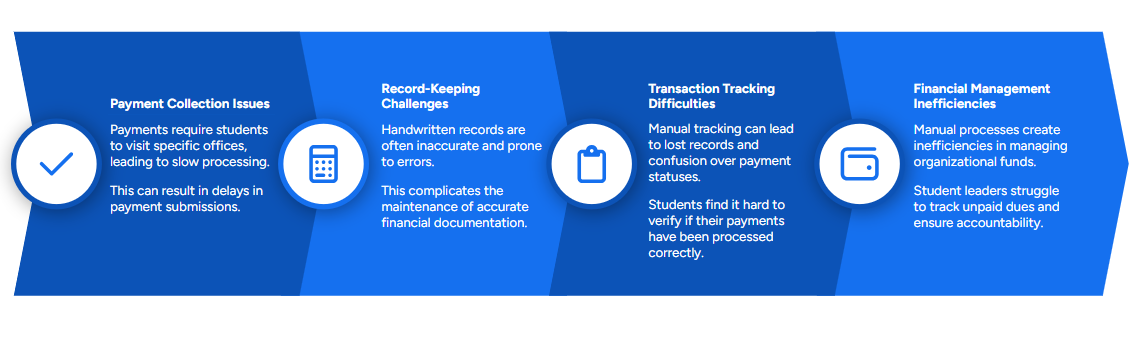 Payment Collection Issues
Payments require students
to visit specific offices,
leading to slow processing.
This can result in delays in
payment submissions.
Record-Keeping
Challenges
Handwritten records are
often inaccurate and prone
to errors.
This complicates the
maintenance of accurate
financial documentation.
Transaction Tracking
Difficulties
Manual tracking can lead
to lost records and
confusion over payment
statuses.
Students find it hard to
verify if their payments
have been processed
correctly.
Financial Management
Inefficiencies
Manual processes create
inefficiencies in managing
organizational funds.
Student leaders struggle
to track unpaid dues and
ensure accountability.